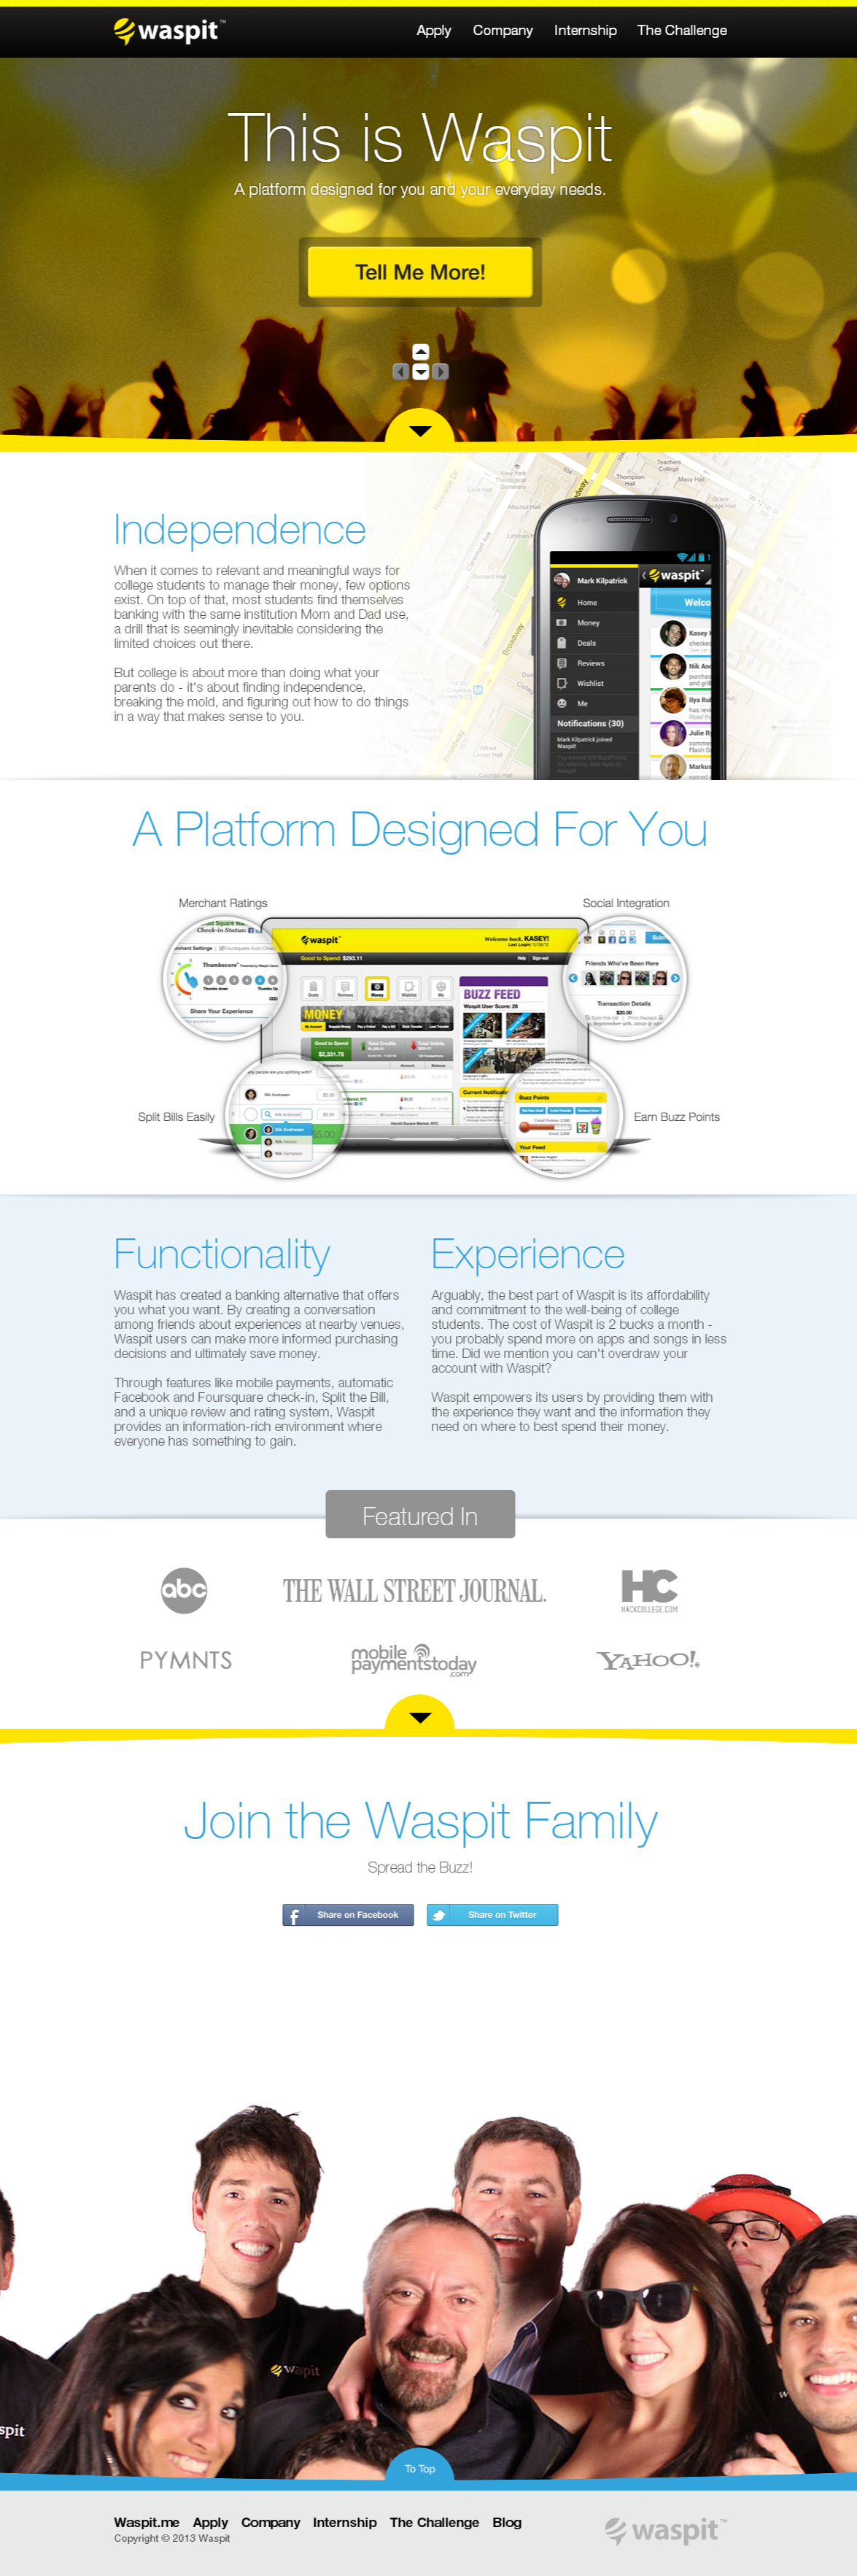 waspit™
Apply Company Internship The Challenge
This is Waspit
A platform designed for you and your everyday needs.
Tell Me More!
Independence
When it comes to relevant and meaningful ways for
college students to manage their money, few options
exist. On top of that, most students find themselves
banking with the same institution Mom and Dad use,
a drill that is seemingly inevitable considering the
limited choices out there.
But college is about more than doing what your
parents do - it's about finding independence,
breaking the mold, and figuring out how to do things
in a way that makes sense to you.
Broadway
Mark Kilpatrick
Home
Money
Deals
Reviews
Wishlist
Me
Notifications (30)
Mark Kilpatrick joined
Waspit!
waspit™
Welco
A Platform Designed For You
Merchant Ratings
Social Integration
Split Bills Easily
Earn Buzz Points
waspit
Welcome back, KASEY!
Good to Spend: $293.11
Check-in Status:
Thumbscore
Share Your Experience
Friends Who've Been Here
Transaction Details
$20.00
MONEY
BUZZ FEED
Waspit User Score: 26
Good to Spend
$2,331.78
Total Credits
Total Debits
Buzz Points
Your Feed
Functionality
Waspit has created a banking alternative that offers
you what you want. By creating a conversation
among friends about experiences at nearby venues,
Waspit users can make more informed purchasing
decisions and ultimately save money.
Through features like mobile payments, automatic
Facebook and Foursquare check-in, Split the Bill,
and a unique review and rating system, Waspit
provides an information-rich environment where
everyone has something to gain.
Experience
Arguably, the best part of Waspit is its affordability
and commitment to the well-being of college
students. The cost of Waspit is 2 bucks a month -
you probably spend more on apps and songs in less
time. Did we mention you can't overdraw your
account with Waspit?
Waspit empowers its users by providing them with
the experience they want and the information they
need on where to best spend their money.
Featured In
abc
THE WALL STREET JOURNAL.
HC
HACKCOLLEGE.COM
PYMNTS
mobile
paymentstoday
.com
YAHOO!
Join the Waspit Family
Spread the Buzz!
Share on Facebook
Share on Twitter
waspit
spit
To Top
Waspit.me Apply Company Internship The Challenge Blog
Copyright © 2013 Waspit
waspit™